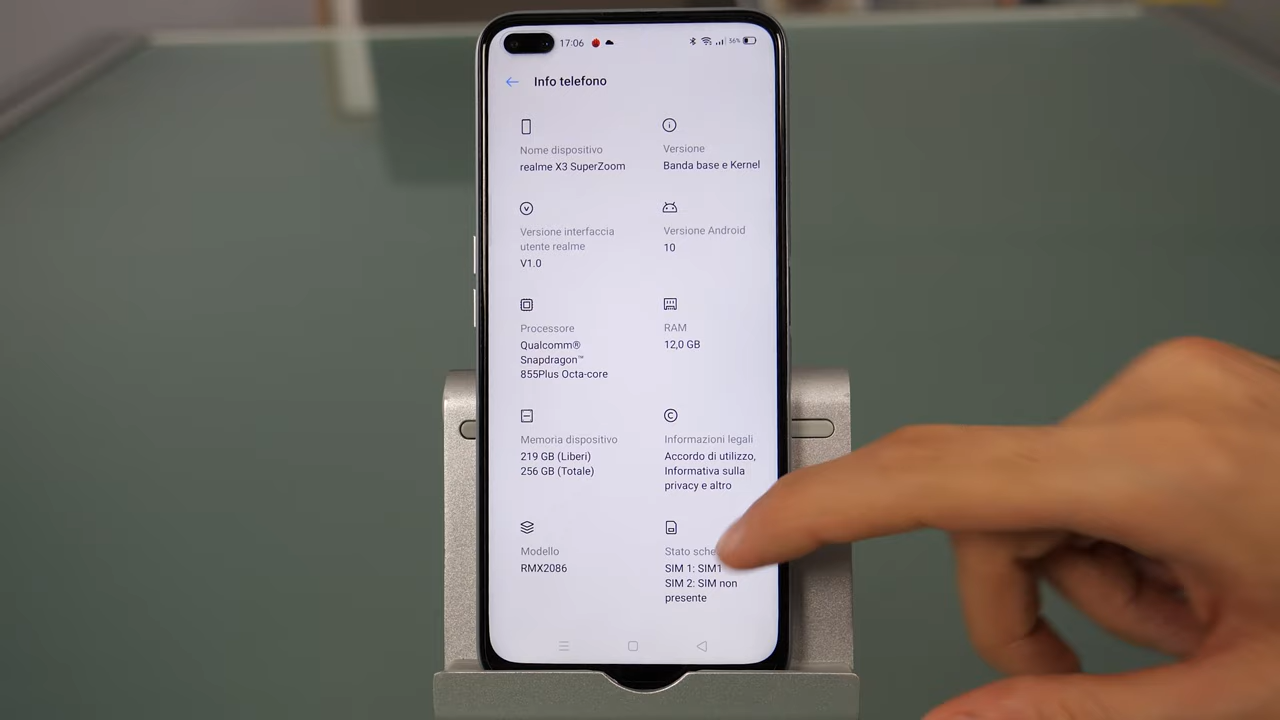 17:06
36%
Info telefono
Nome dispositivo
realme X3 SuperZoom
Versione
Banda base e Kernel
Versione interfaccia
utente realme
V1.0
Versione Android
10
Processore
Qualcomm®
Snapdragon™
855Plus Octa-core
RAM
12,0 GB
Memoria dispositivo
219 GB (Liberi)
256 GB (Totale)
Informazioni legali
Accordo di utilizzo,
Informativa sulla
privacy e altro
Modello
RMX2086
Stato
SIM 1: SIM1
SIM 2: SIM non
presente